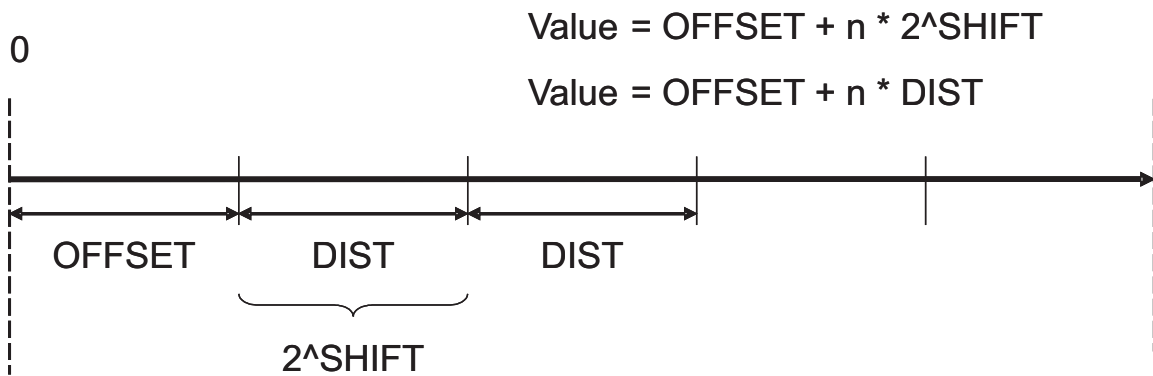 Value = OFFSET + n * 2^SHIFT
0
Value = OFFSET + n * DIST
OFFSET DIST DIST
2^SHIFT